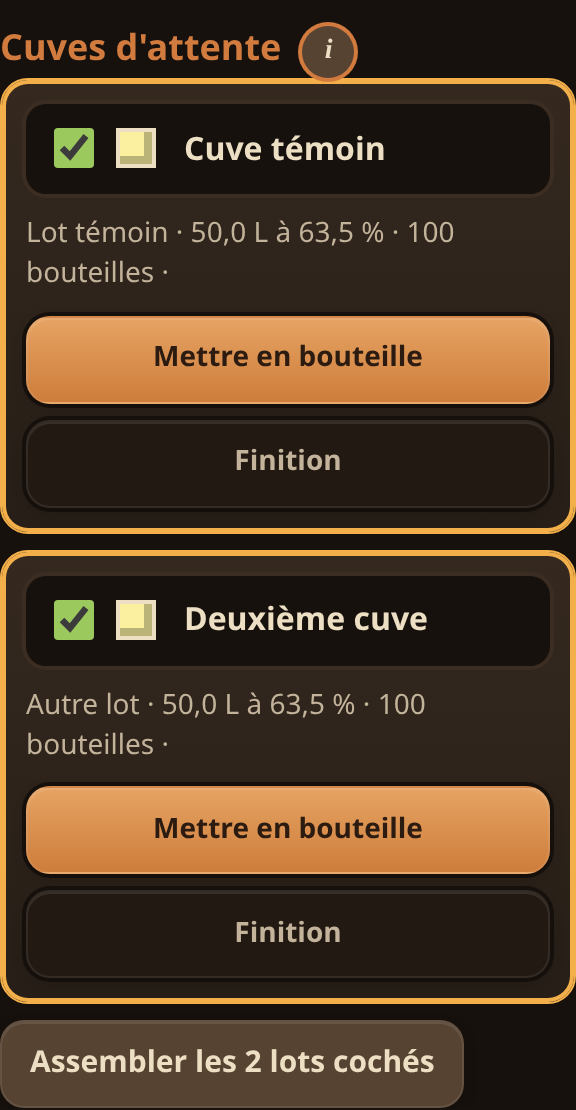 Cuves d'attente i
Cuve témoin
Lot témoin · 50,0 L à 63,5 % · 100
bouteilles ·
Mettre en bouteille
Finition
Deuxième cuve
Autre lot · 50,0 L à 63,5 % · 100
bouteilles ·
Mettre en bouteille
Finition
Assembler les 2 lots cochés